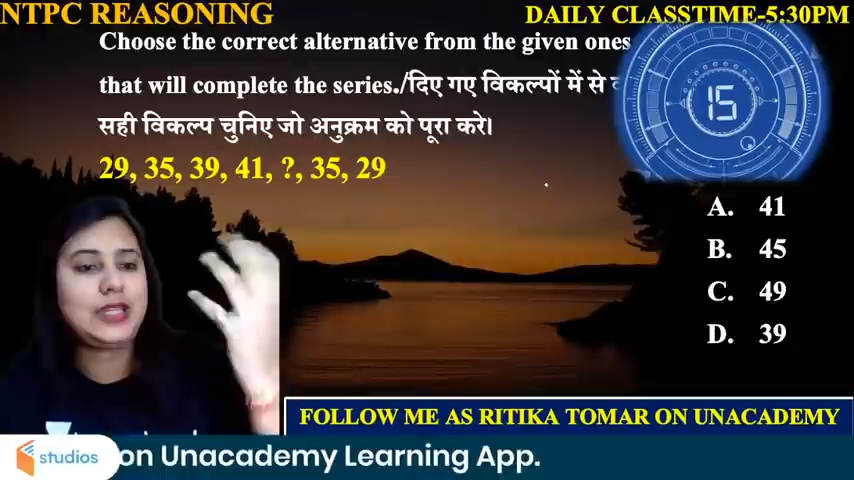 NTPC REASONING
DAILY CLASSTIME-5:30PM
Choose the correct alternative from the given ones
that will complete the series./दिए गए विकल्पों में से
सही विकल्प चुनिए जो अनुक्रम को पूरा करे।
29, 35, 39, 41, ?, 35, 29
15
A. 41
B. 45
C. 49
D. 39
FOLLOW ME AS RITIKA TOMAR ON UNACADEMY
studios
on Unacademy Learning App.